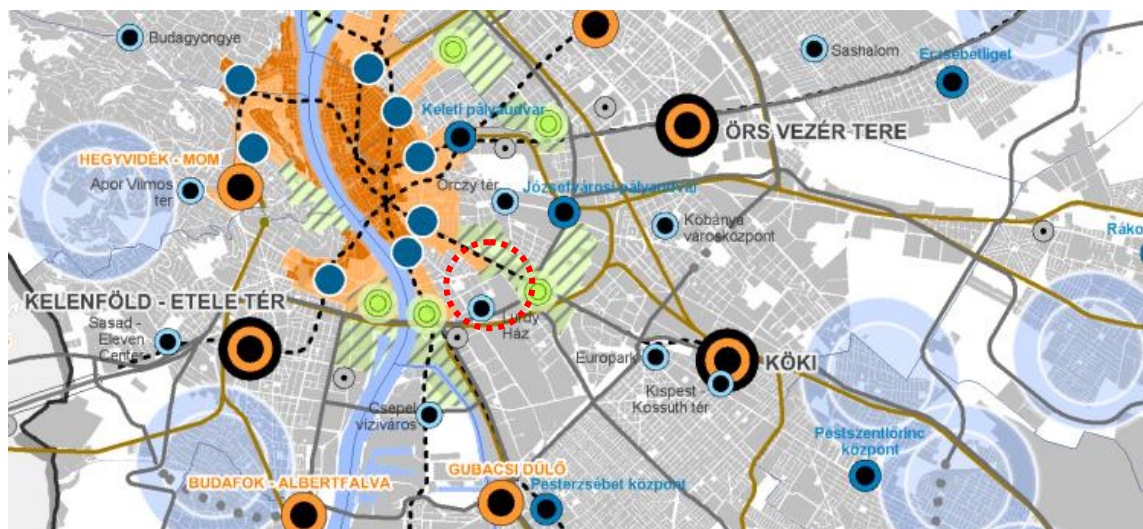 Budagyöngye
Sashalom
Erzsébetliget
Keleti pályaudvar
ÖRS VEZÉR TERE
HEGYVIDÉK - MOM
Apor Vilmos
tér
Orczy tér
Józsefvárosi pályaudvar
Kőbánya
városközpont
Ráko
KELENFÖLD - ETELE TÉR
Sasad -
Eleven
Center
Lurdy
Ház
Europark
KÖKI
Kispest -
Kossuth tér
Csepel
víziváros
Pestszentlőrinc
központ
GUBACSI DŰLŐ
BUDAFOK - ALBERTFALVA
Pesterzsébet központ